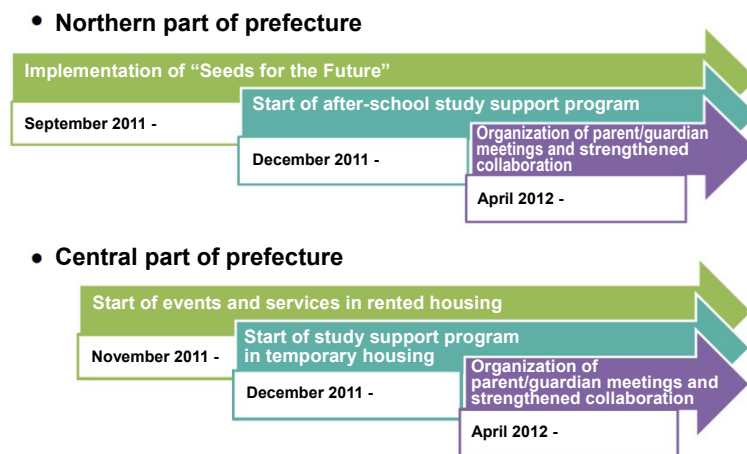 • Northern part of prefecture
Implementation of “Seeds for the Future”
September 2011 -
Start of after-school study support program
December 2011 -
Organization of parent/guardian
meetings and strengthened
collaboration
April 2012 -
• Central part of prefecture
Start of events and services in rented housing
November 2011 -
Start of study support program
in temporary housing
December 2011 -
Organization of
parent/guardian meetings and
strengthened collaboration
April 2012 -